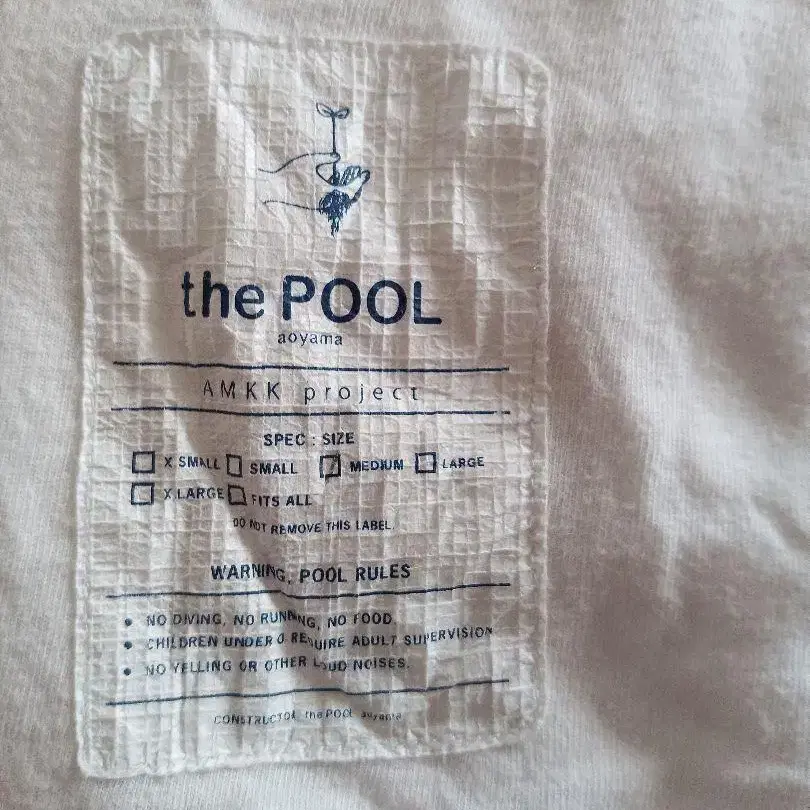 the POOL
aoyama
AMKK project
SPEC : SIZE
X SMALL SMALL MEDIUM LARGE
X.LARGE FITS ALL
DO NOT REMOVE THIS LABEL.
WARNING, POOL RULES
• NO DIVING, NO RUNNING, NO FOOD.
• CHILDREN UNDER REQUIRE ADULT SUPERVISION
• NO YELLING OR OTHER LOUD NOISES.
CONSTRUCTOR the POOL aoyama